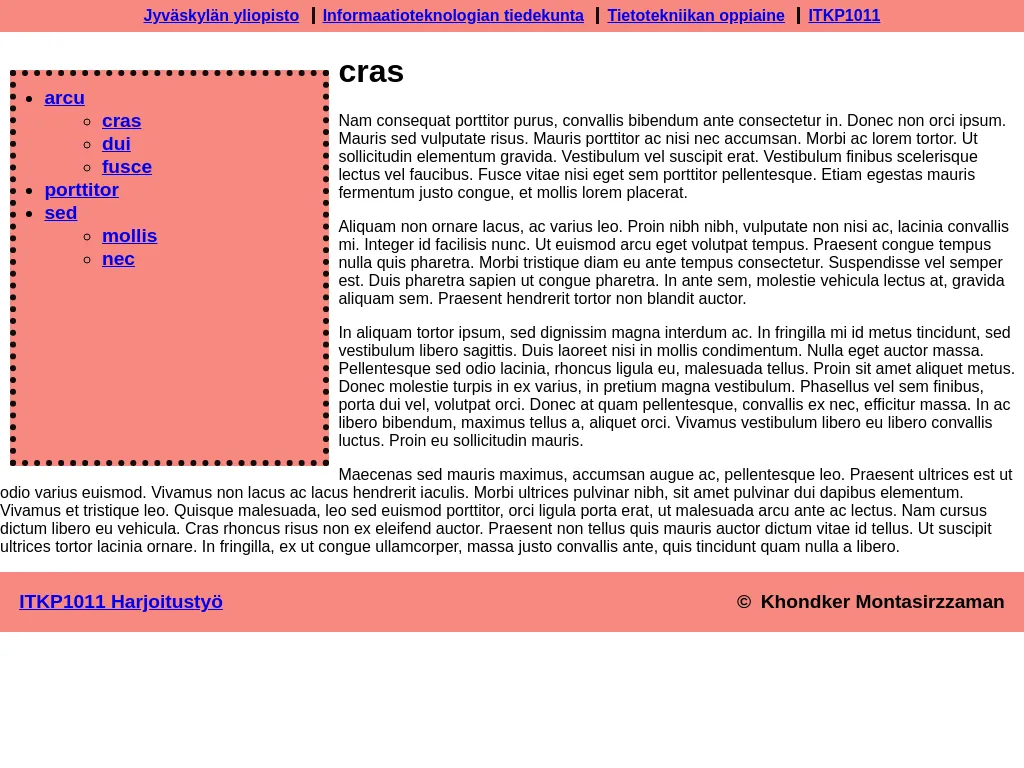 Jyväskylän yliopisto Informaatioteknologian tiedekunta Tietotekniikan oppiaine ITKP1011
arcu
cras
dui
fusce
porttitor
sed
mollis
nec
cras
Nam consequat porttitor purus, convallis bibendum ante consectetur in. Donec non orci ipsum.
Mauris sed vulputate risus. Mauris porttitor ac nisi nec accumsan. Morbi ac lorem tortor. Ut
sollicitudin elementum gravida. Vestibulum vel suscipit erat. Vestibulum finibus scelerisque
lectus vel faucibus. Fusce vitae nisi eget sem porttitor pellentesque. Etiam egestas mauris
fermentum justo congue, et mollis lorem placerat.
Aliquam non ornare lacus, ac varius leo. Proin nibh nibh, vulputate non nisi ac, lacinia convallis
mi. Integer id facilisis nunc. Ut euismod arcu eget volutpat tempus. Praesent congue tempus
nulla quis pharetra. Morbi tristique diam eu ante tempus consectetur. Suspendisse vel semper
est. Duis pharetra sapien ut congue pharetra. In ante sem, molestie vehicula lectus at, gravida
aliquam sem. Praesent hendrerit tortor non blandit auctor.
In aliquam tortor ipsum, sed dignissim magna interdum ac. In fringilla mi id metus tincidunt, sed
vestibulum libero sagittis. Duis laoreet nisi in mollis condimentum. Nulla eget auctor massa.
Pellentesque sed odio lacinia, rhoncus ligula eu, malesuada tellus. Proin sit amet aliquet metus.
Donec molestie turpis in ex varius, in pretium magna vestibulum. Phasellus vel sem finibus,
porta dui vel, volutpat orci. Donec at quam pellentesque, convallis ex nec, efficitur massa. In ac
libero bibendum, maximus tellus a, aliquet orci. Vivamus vestibulum libero eu libero convallis
luctus. Proin eu sollicitudin mauris.
Maecenas sed mauris maximus, accumsan augue ac, pellentesque leo. Praesent ultrices est ut
odio varius euismod. Vivamus non lacus ac lacus hendrerit iaculis. Morbi ultrices pulvinar nibh, sit amet pulvinar dui dapibus elementum.
Vivamus et tristique leo. Quisque malesuada, leo sed euismod porttitor, orci ligula porta erat, ut malesuada arcu ante ac lectus. Nam cursus
dictum libero eu vehicula. Cras rhoncus risus non ex eleifend auctor. Praesent non tellus quis mauris auctor dictum vitae id tellus. Ut suscipit
ultrices tortor lacinia ornare. In fringilla, ex ut congue ullamcorper, massa justo convallis ante, quis tincidunt quam nulla a libero.
ITKP1011 Harjoitustyö © Khondker Montasirzzaman